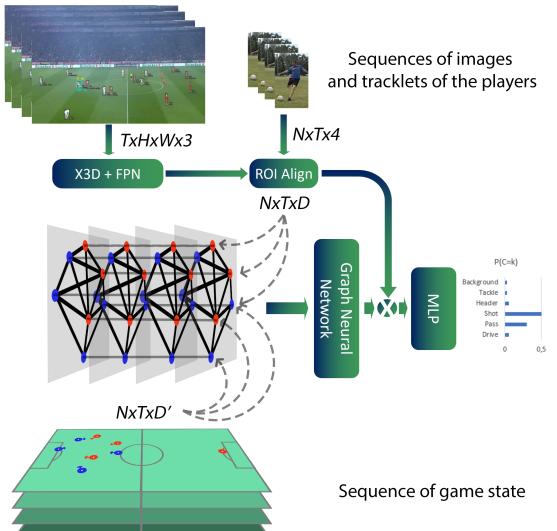 Sequences of images
and tracklets of the players
TxHxWx3
NxTx4
X3D + FPN
ROI Align
NxTxD
Graph Neural
Network
X
MLP
P(C=k)
Background
Tackle
Header
Shot
Pass
Drive
0
0,5
NxTxD’
Sequence of game state